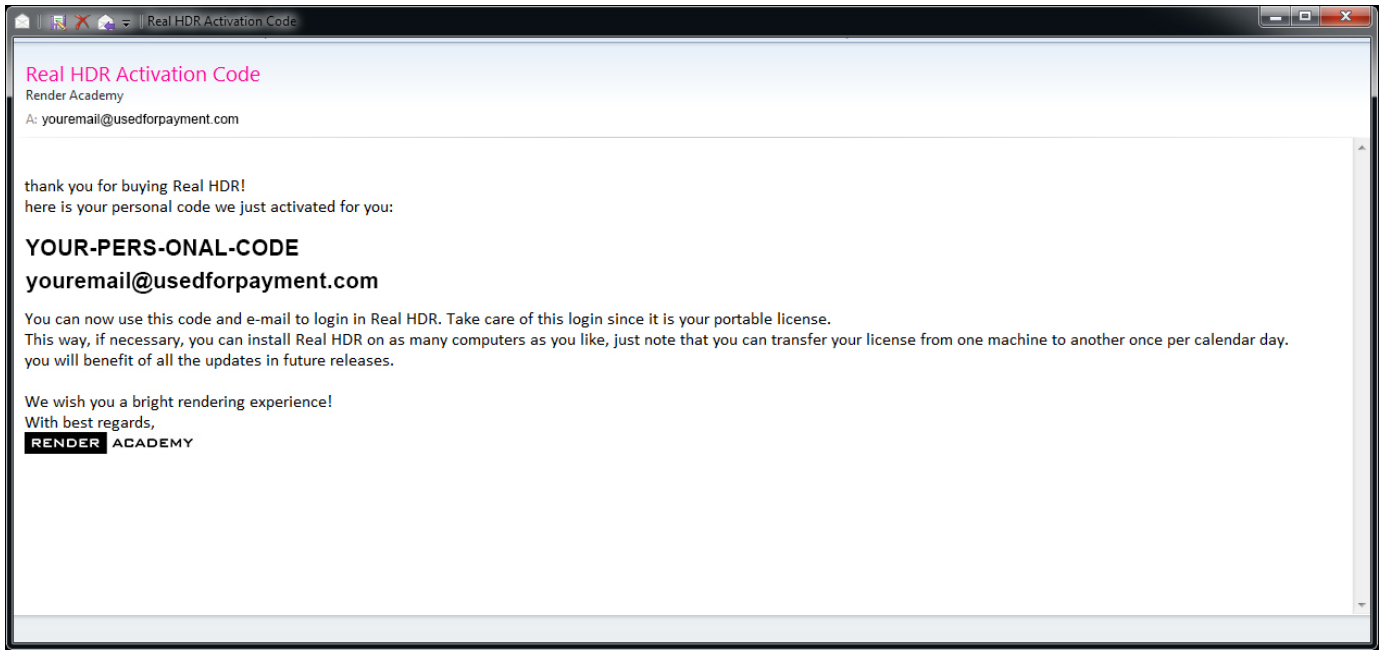 Real HDR Activation Code
Real HDR Activation Code
Render Academy
A: youremail@usedforpayment.com
thank you for buying Real HDR!
here is your personal code we just activated for you:
YOUR-PERS-ONAL-CODE
youremail@usedforpayment.com
You can now use this code and e-mail to login in Real HDR. Take care of this login since it is your portable license.
This way, if necessary, you can install Real HDR on as many computers as you like, just note that you can transfer your license from one machine to another once per calendar day.
you will benefit of all the updates in future releases.
We wish you a bright rendering experience!
With best regards,
RENDER ACADEMY